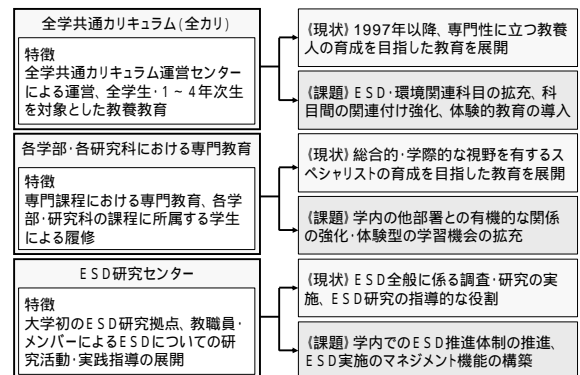 全学共通カリキュラム(全カリ)
特徴
全学共通カリキュラム運営センター
による運営、全学生・1～4年次生
を対象とした教養教育
《現状》1997年以降、専門性に立つ教養
人の育成を目指した教育を展開
《課題》ESD・環境関連科目の拡充、科
目間の関連付け強化、体験的教育の導入
各学部・各研究科における専門教育
特徴
専門課程における専門教育、各学
部・研究科の課程に所属する学生
による履修
《現状》総合的・学際的な視野を有するス
ペシャリストの育成を目指した教育を展開
《課題》学内の他部署との有機的な関係
の強化・体験型の学習機会の拡充
ESD研究センター
特徴
大学初のESD研究拠点、教職員・
メンバーによるESDについての研
究活動・実践指導の展開
《現状》ESD全般に係る調査・研究の実
施、ESD研究の指導的な役割
《課題》学内でのESD推進体制の推進、
ESD実施のマネジメント機能の構築